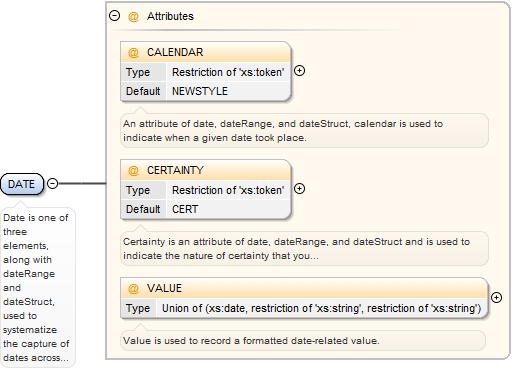 Attributes
CALENDAR
Type Restriction of 'xs:token'
Default NEWSTYLE
An attribute of date, dateRange, and dateStruct, calendar is used to
indicate when a given date took place.
CERTAINTY
Type Restriction of 'xs:token'
Default CERT
Certainty is an attribute of date, dateRange, and dateStruct and is used to
indicate the nature of certainty that you...
VALUE
Type Union of (xs:date, restriction of 'xs:string', restriction of 'xs:string')
Value is used to record a formatted date-related value.
DATE
Date is one of
three
elements,
along with
dateRange
and
dateStruct,
used to
systematize
the capture of
dates across...